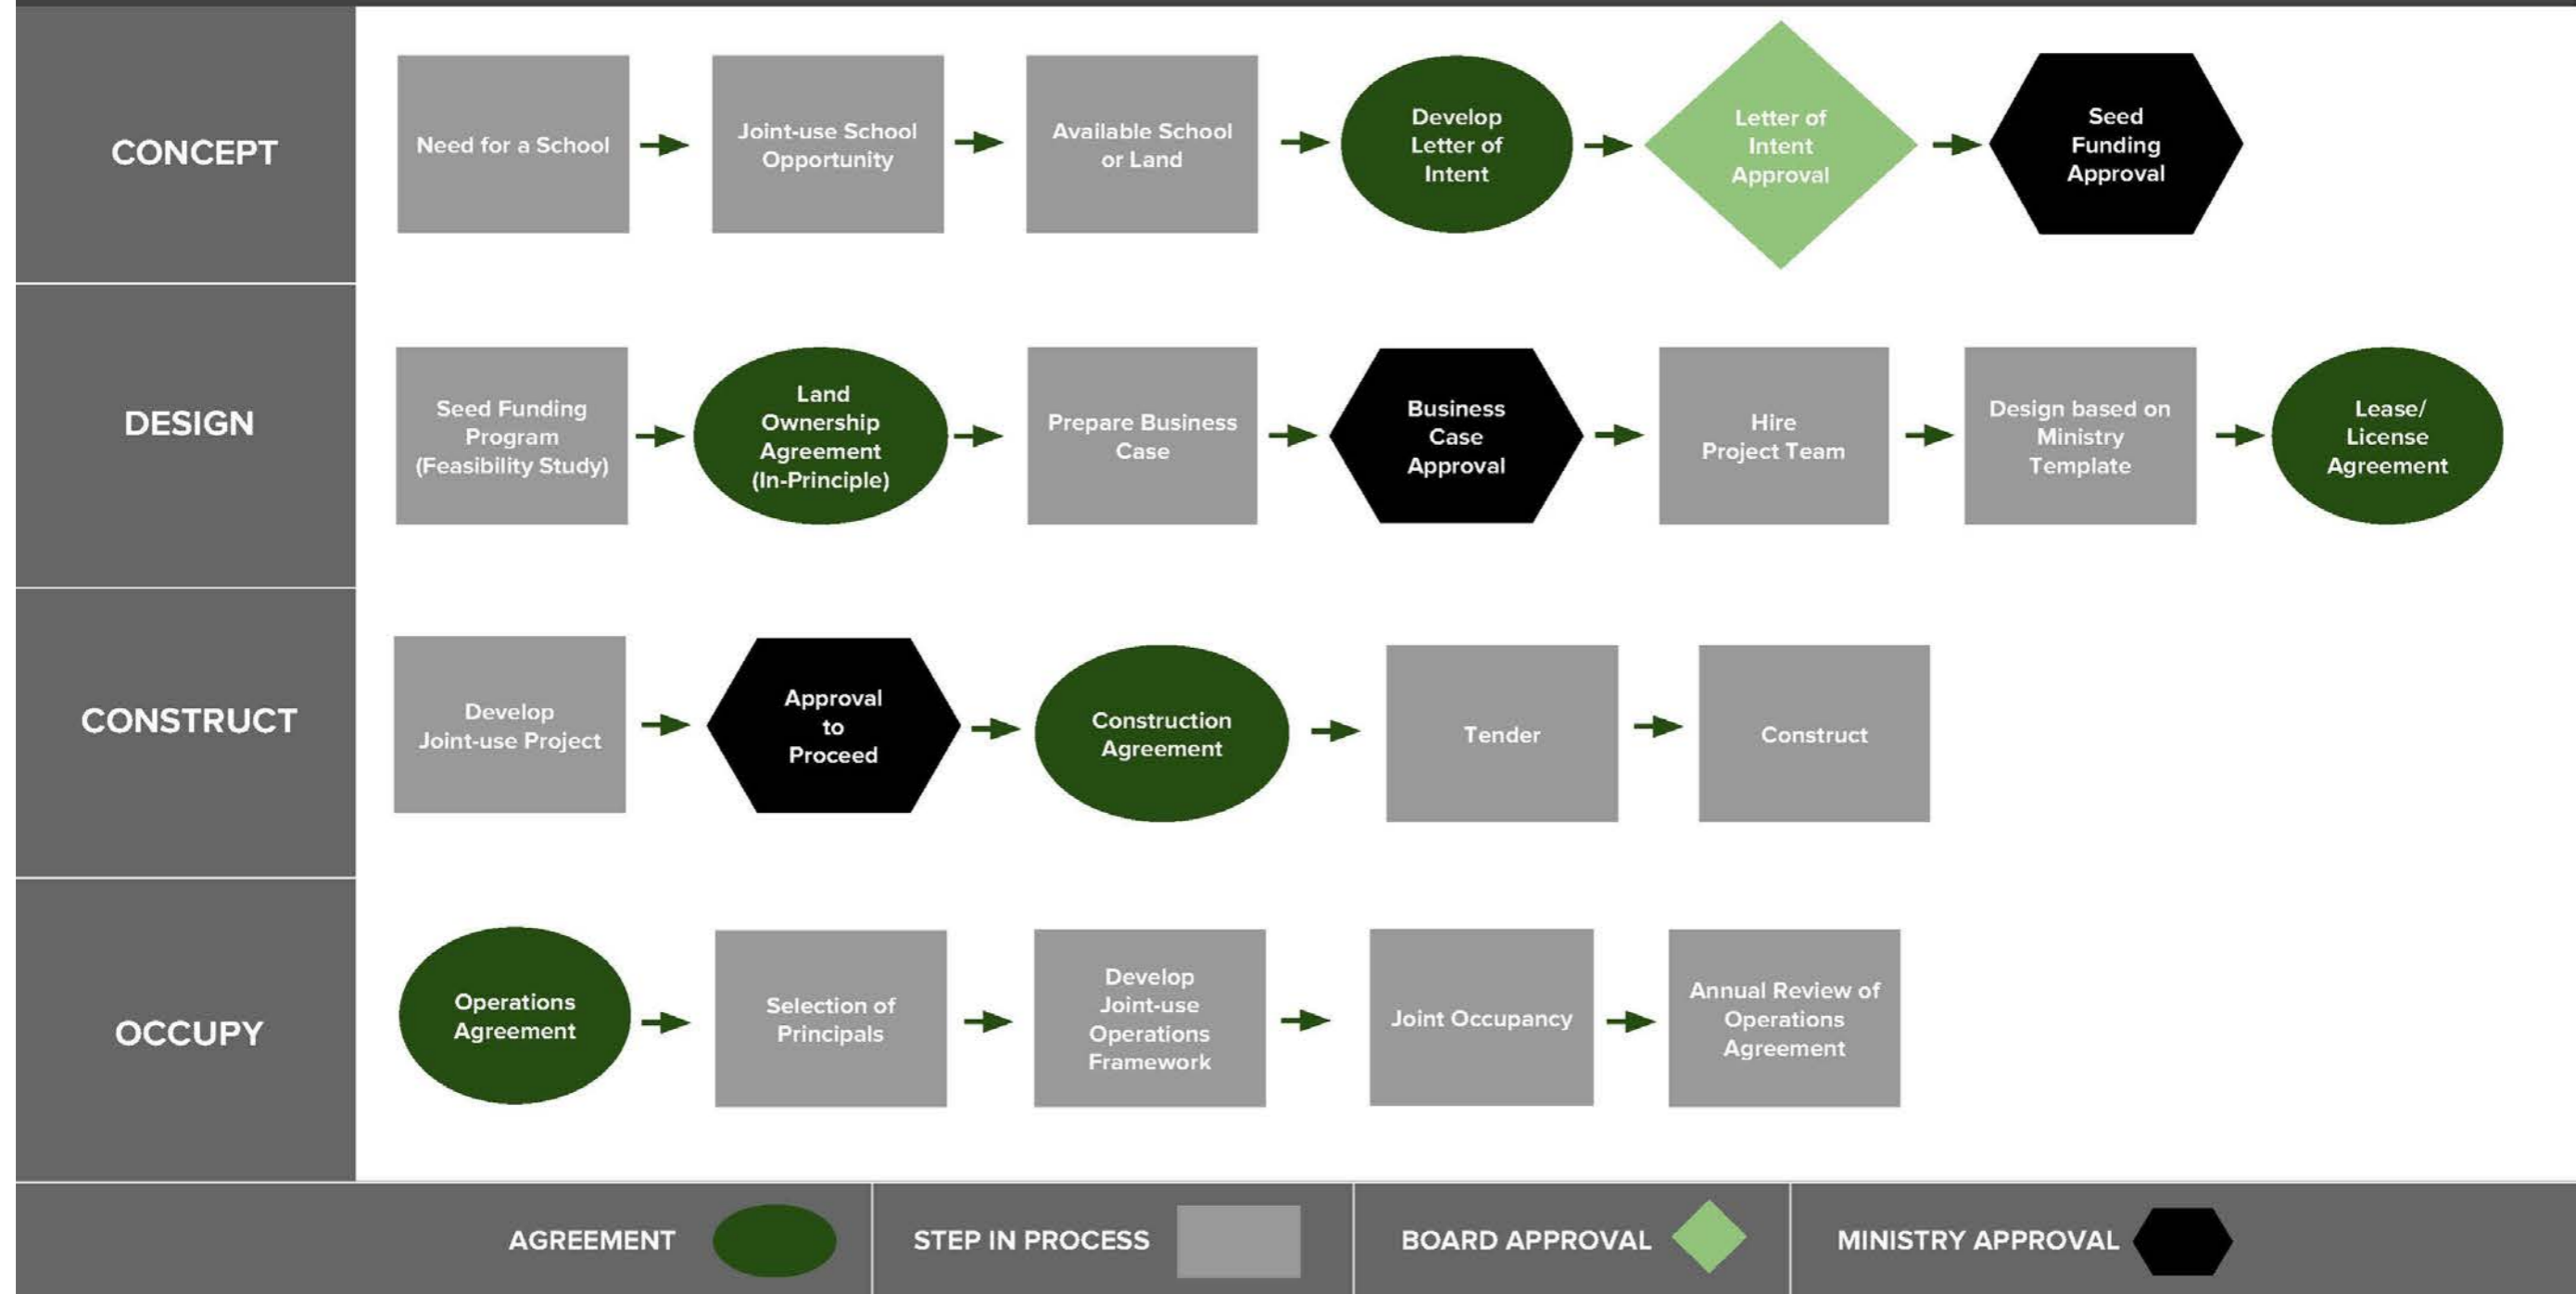 CONCEPT
Need for a School
Joint-use School
Opportunity
Available School
or Land
Develop
Letter of
Intent
Letter of
Intent
Approval
Seed
Funding
Approval
DESIGN
Seed Funding
Program
(Feasibility Study)
Land
Ownership
Agreement
(In-Principle)
Prepare Business
Case
Business
Case
Approval
Hire
Project Team
Design based on
Ministry
Template
Lease/
License
Agreement
CONSTRUCT
Develop
Joint-use Project
Approval
to
Proceed
Construction
Agreement
Tender
Construct
OCCUPY
Operations
Agreement
Selection of
Principals
Develop
Joint-use
Operations
Framework
Joint Occupancy
Annual Review of
Operations
Agreement
AGREEMENT
STEP IN PROCESS
BOARD APPROVAL
MINISTRY APPROVAL